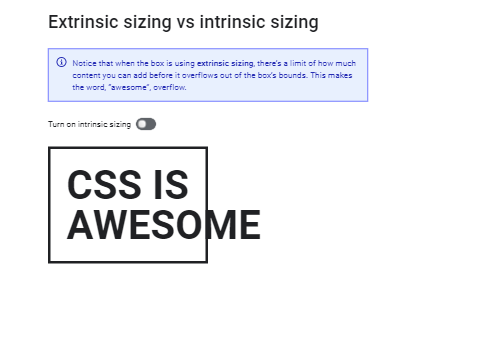 Extrinsic sizing vs intrinsic sizing
Notice that when the box is using extrinsic sizing, there's a limit of how much
content you can add before it overflows out of the box's bounds. This makes
the word, "awesome", overflow.
Turn on intrinsic sizing
CSS IS
AWESOME